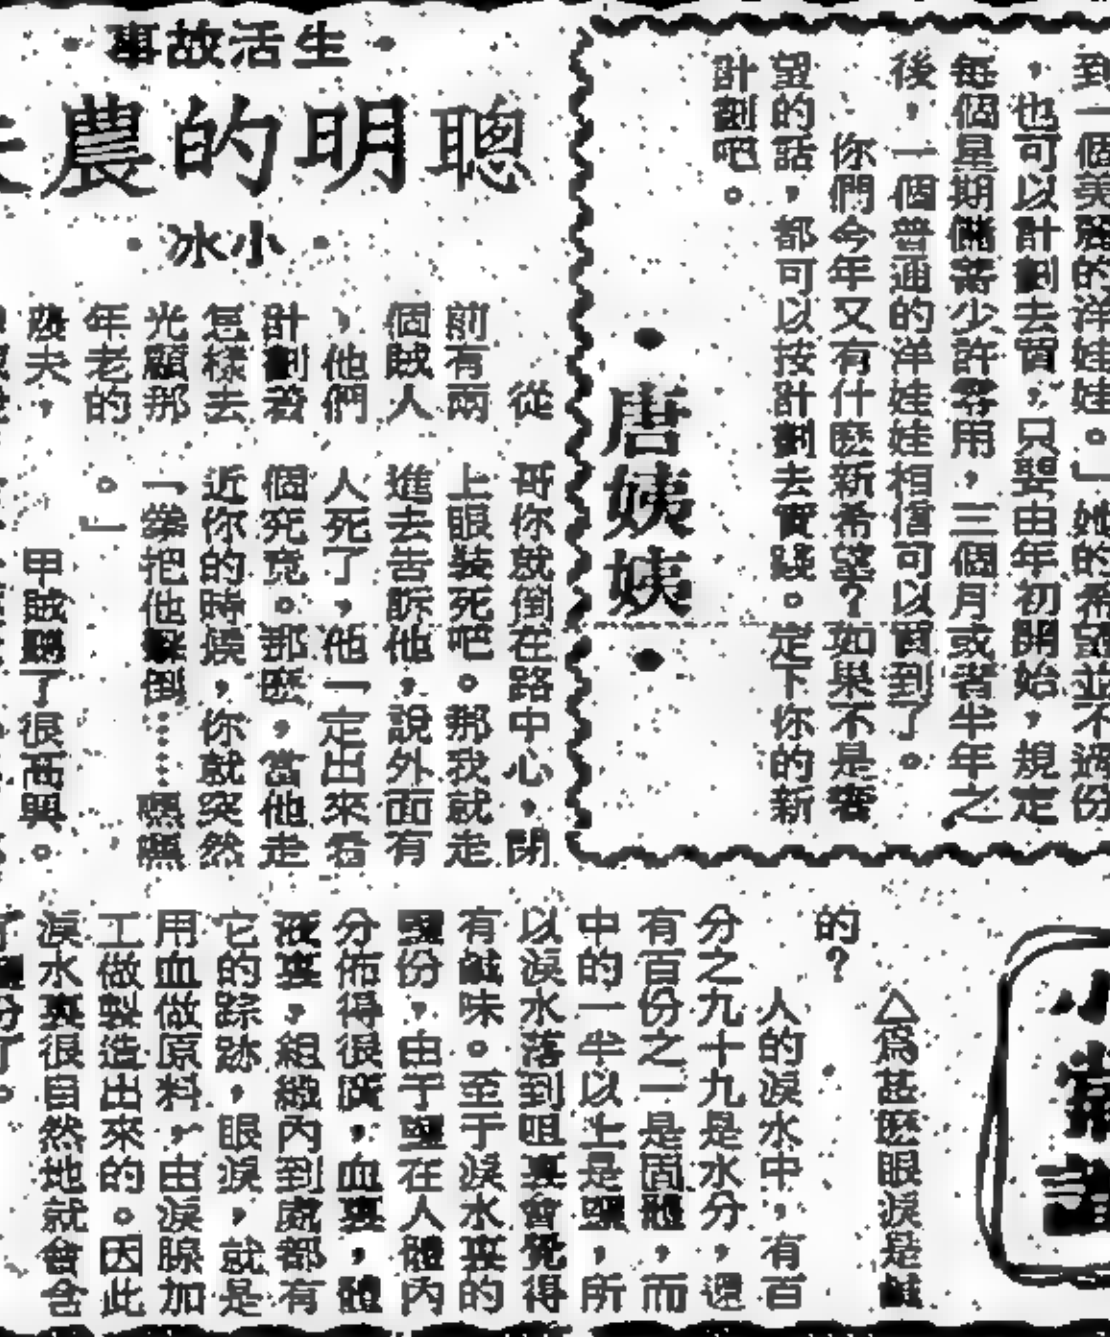 到一個美麗的洋娃娃。」她的希望並不過份
，也可以計劃去買，只要由年初開始，規定
每個星期儲蓄少許零用，三個月或者半年之
後，一個普通的洋娃娃相信可以買到了。
你們今年又有什麽新希望？如果不是奢
望的話，都可以按計劃去實踐。定下你的新
計劃吧。
•唐姨姨•
•生活故事•
聰明的農夫
•小冰•
從
前有兩
個賊人
，他們
計劃着
怎樣去
光顧那
年老的
農夫，
哥你就倒在路中心，閉
上眼裝死吧。那我就走
進去告訴他，說外面有
人死了，他一定出來看
個究竟。那麽，當他走
近你的時候，你就突然
一拳把他擊倒……嘿嘿
。」
甲賊聽了很高興。
小常識
△爲甚麽眼淚是鹹
的？
人的淚水中，有百
分之九十九是水分，還
有百份之一是固體，而
中的一半以上是鹽，所
以淚水落到咀裏會覺得
有鹹味。至于淚水裏的
鹽份，由于鹽在人體內
分佈得很廣，血裏，體
液裏，組織內到處都有
它的踪跡，眼淚，就是
用血做原料，由淚腺加
工做製造出來的。因此
淚水裏很自然地就會含
有鹽份了。